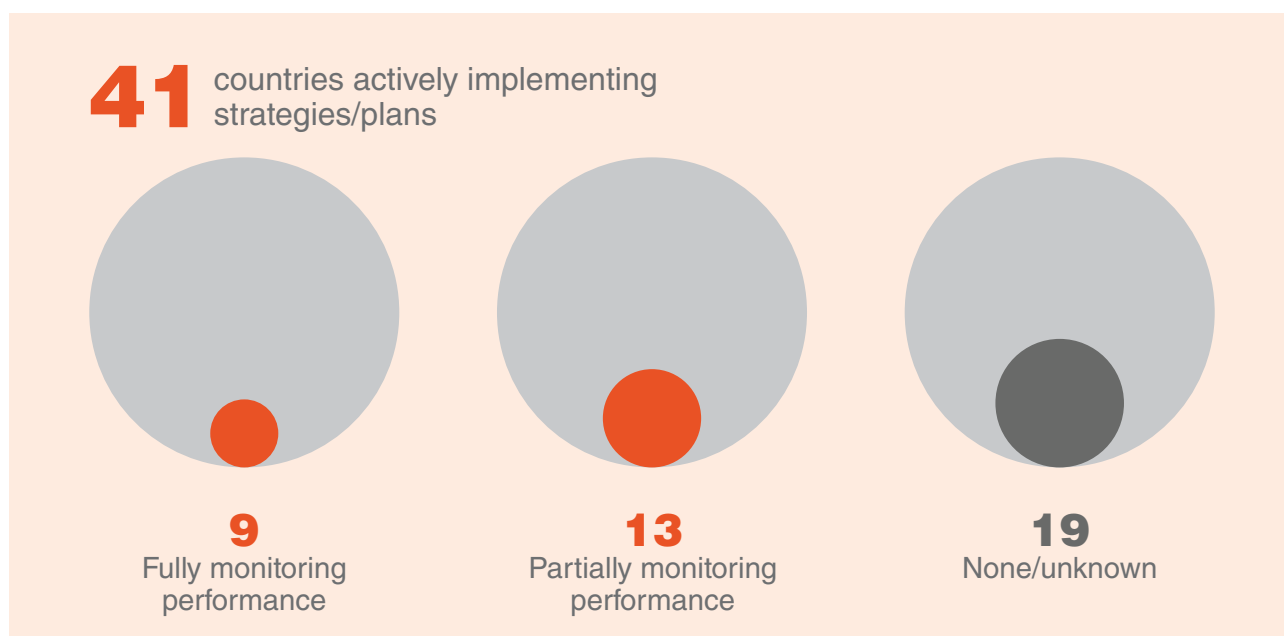 41 countries actively implementing
strategies/plans
9
Fully monitoring
performance
13
Partially monitoring
performance
19
None/unknown